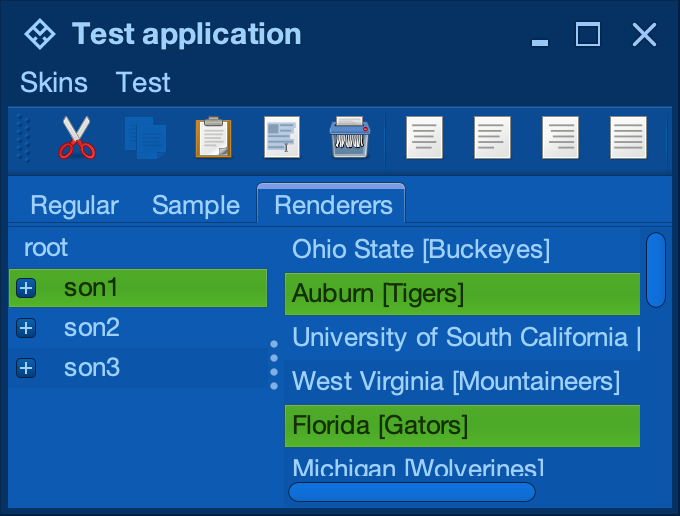 Test application
Skins Test
Regular Sample Renderers
root
son1
son2
son3
Ohio State [Buckeyes]
Auburn [Tigers]
University of South California [
West Virginia [Mountaineers]
Florida [Gators]
Michigan [Wolverines]